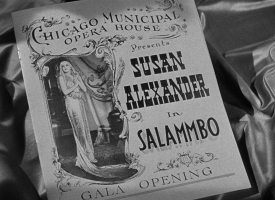 CHICAGO MUNICIPAL
OPERA HOUSE
Presents
SUSAN
ALEXANDER
In
SALAMMBO
GALA OPENING